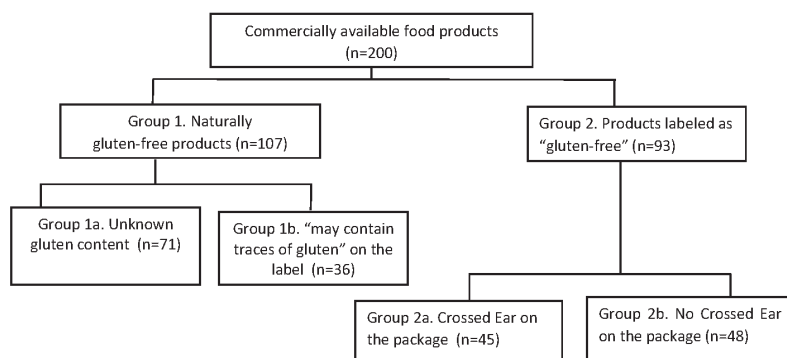 Commercially available food products
(n=200)
Group 1. Naturally
gluten-free products (n=107)
Group 2. Products labeled as
“gluten-free” (n=93)
Group 1a. Unknown
gluten content (n=71)
Group 1b. “may contain
traces of gluten” on the
label (n=36)
Group 2a. Crossed Ear on
the package (n=45)
Group 2b. No Crossed Ear
on the package (n=48)